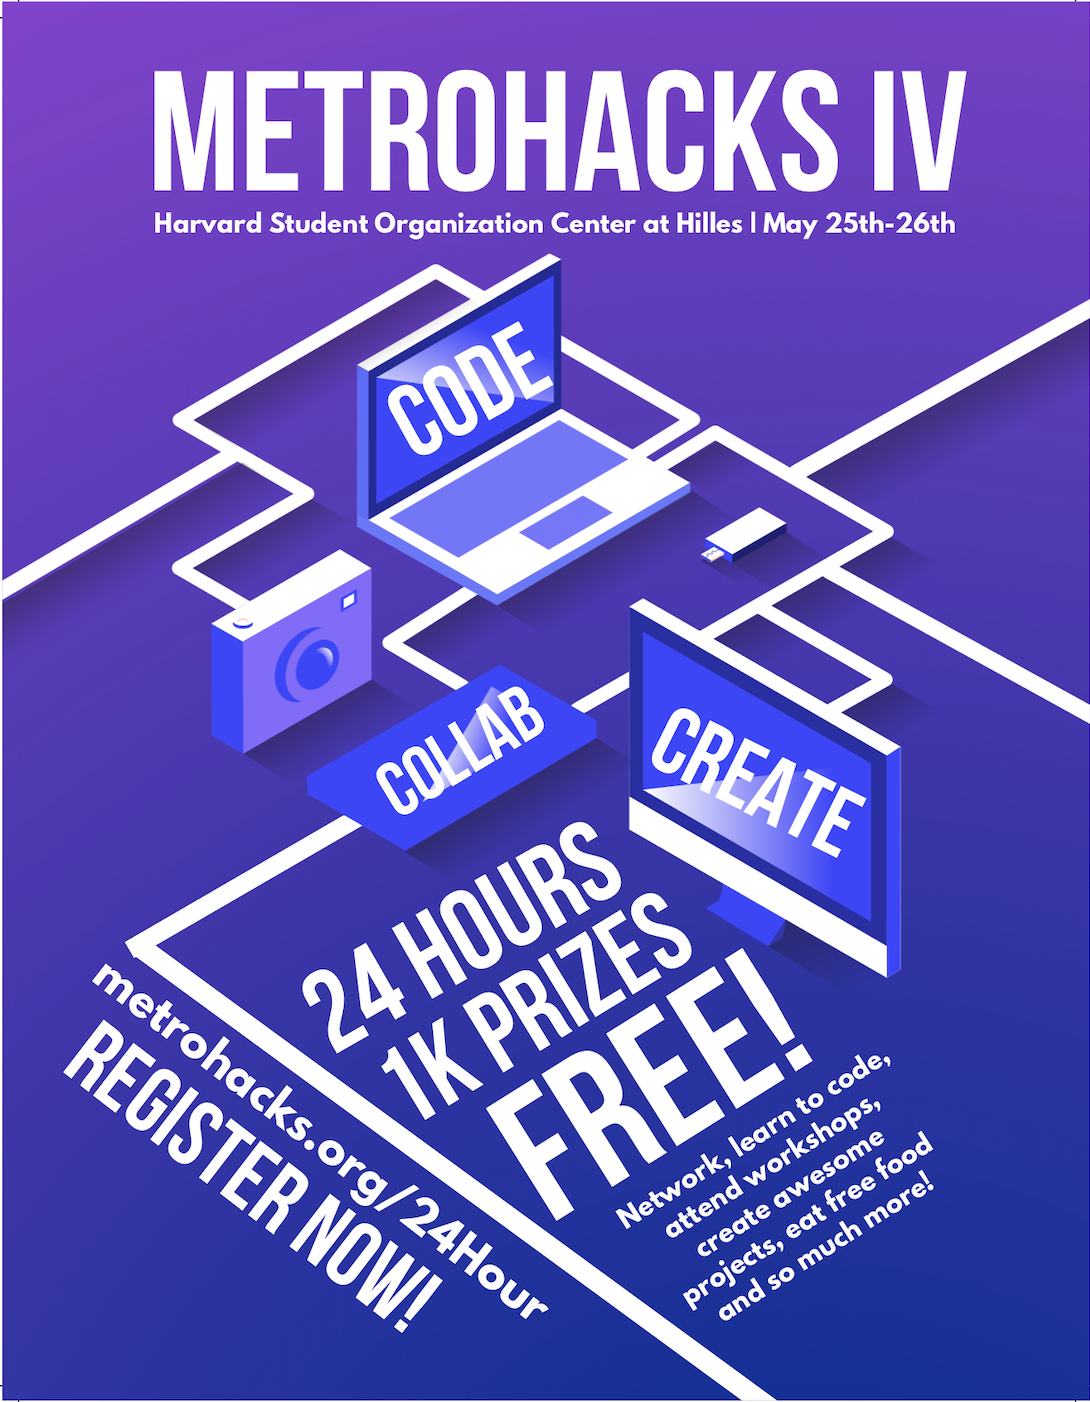 METROHACKS IV
Harvard Student Organization Center at Hilles | May 25th-26th
CODE
COLLAB
CREATE
24 HOURS
1K PRIZES
FREE!
Network, learn to code,
attend workshops,
create awesome
projects, eat free food
and so much more!
metrohacks.org/24Hour
REGISTER NOW!